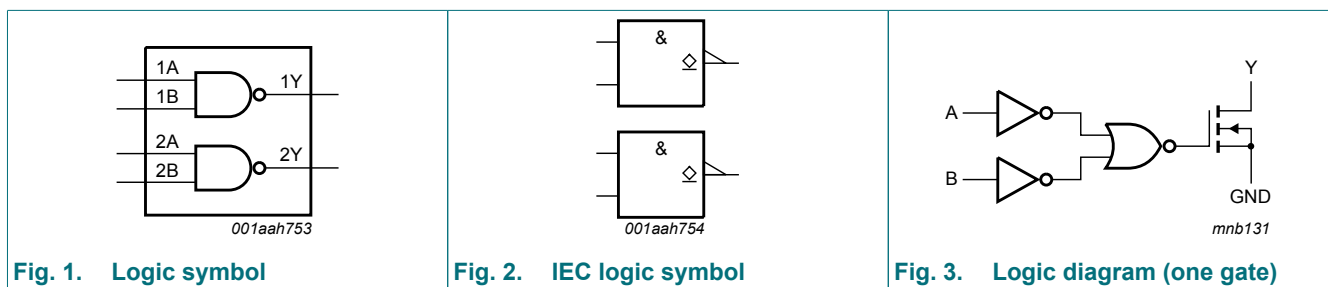 1A
1B
1Y
2A
2B
2Y
001aah753
Fig. 1. Logic symbol
&
&
001aah754
Fig. 2. IEC logic symbol
A
B
Y
GND
mnb131
Fig. 3. Logic diagram (one gate)